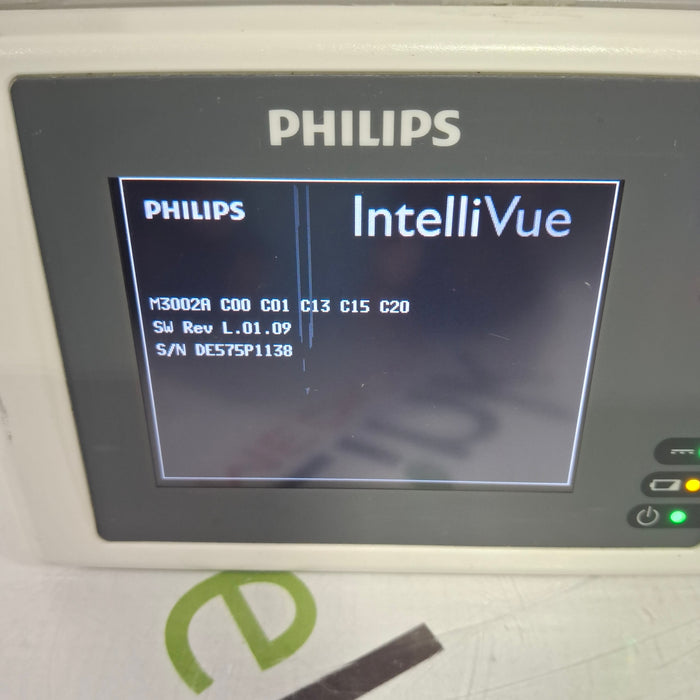 PHILIPS
PHILIPS IntelliVue
M3002A C00 C01 C13 C15 C20
SW Rev L.01.09
S/N DE575P1138